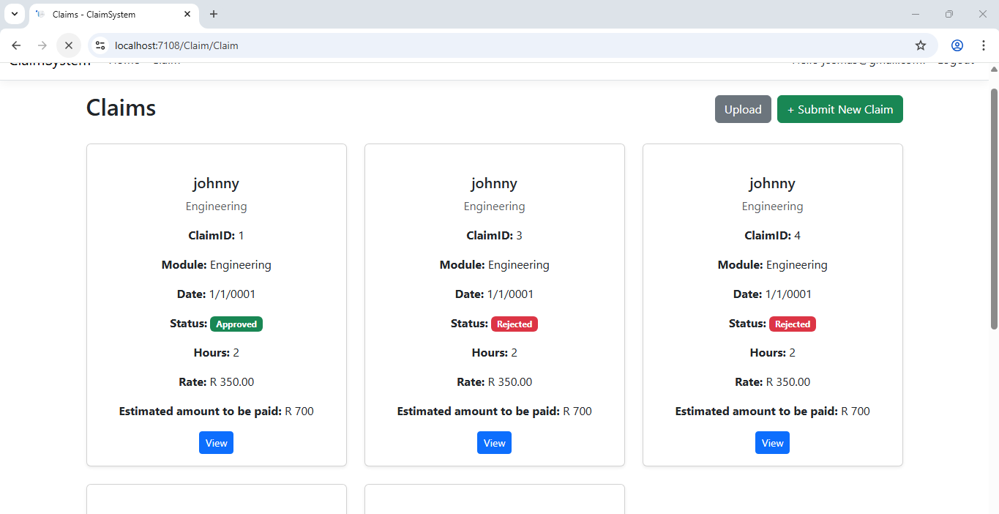 Claims - ClaimSystem
localhost:7108/Claim/Claim
ClaimSystem Home Claim Logout
Claims
Upload + Submit New Claim
johnny johnny johnny
Engineering Engineering Engineering
ClaimID: 1 ClaimID: 3 ClaimID: 4
Module: Engineering Module: Engineering Module: Engineering
Date: 1/1/0001 Date: 1/1/0001 Date: 1/1/0001
Status: Approved Status: Rejected Status: Rejected
Hours: 2 Hours: 2 Hours: 2
Rate: R 350.00 Rate: R 350.00 Rate: R 350.00
Estimated amount to be paid: R 700 Estimated amount to be paid: R 700 Estimated amount to be paid: R 700
View View View